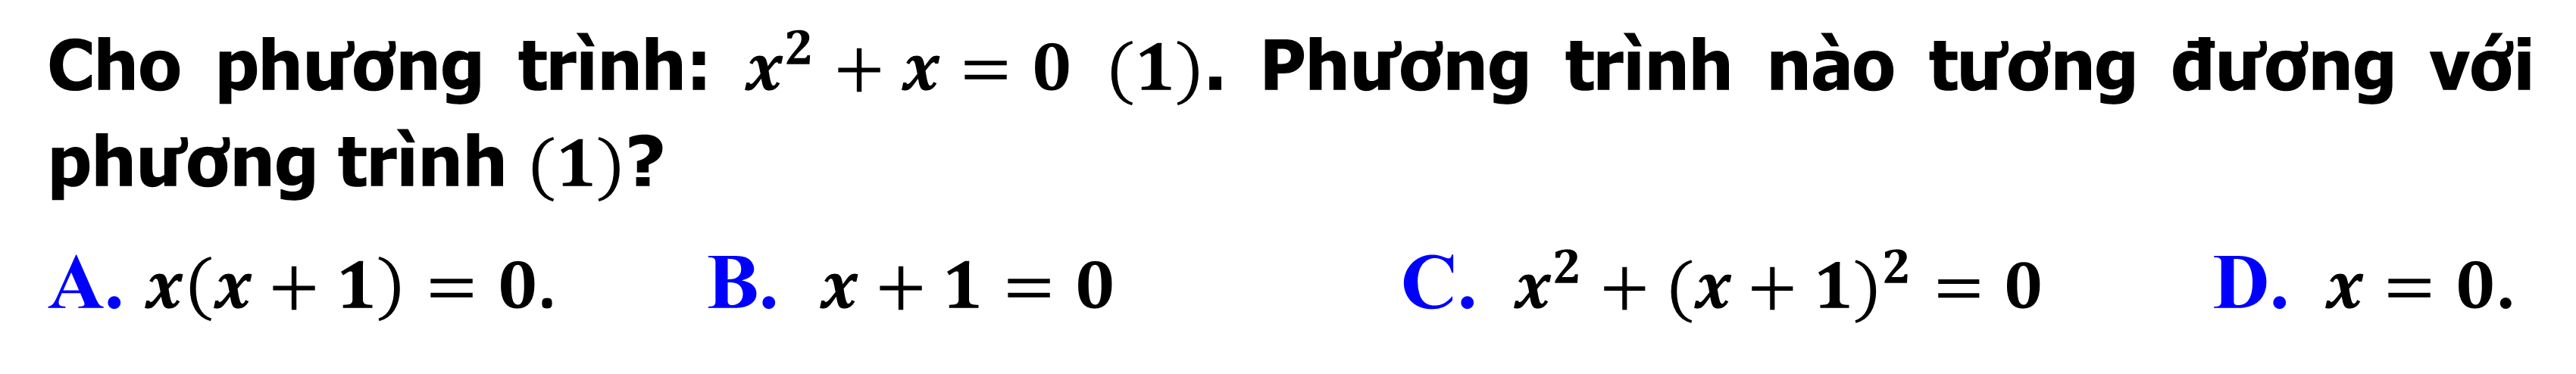 Cho phương trình: x² + x = 0 (1). Phương trình nào tương đương với
phương trình (1)?
A. x(x + 1) = 0. B. x + 1 = 0 C. x² + (x + 1)² = 0 D. x = 0.